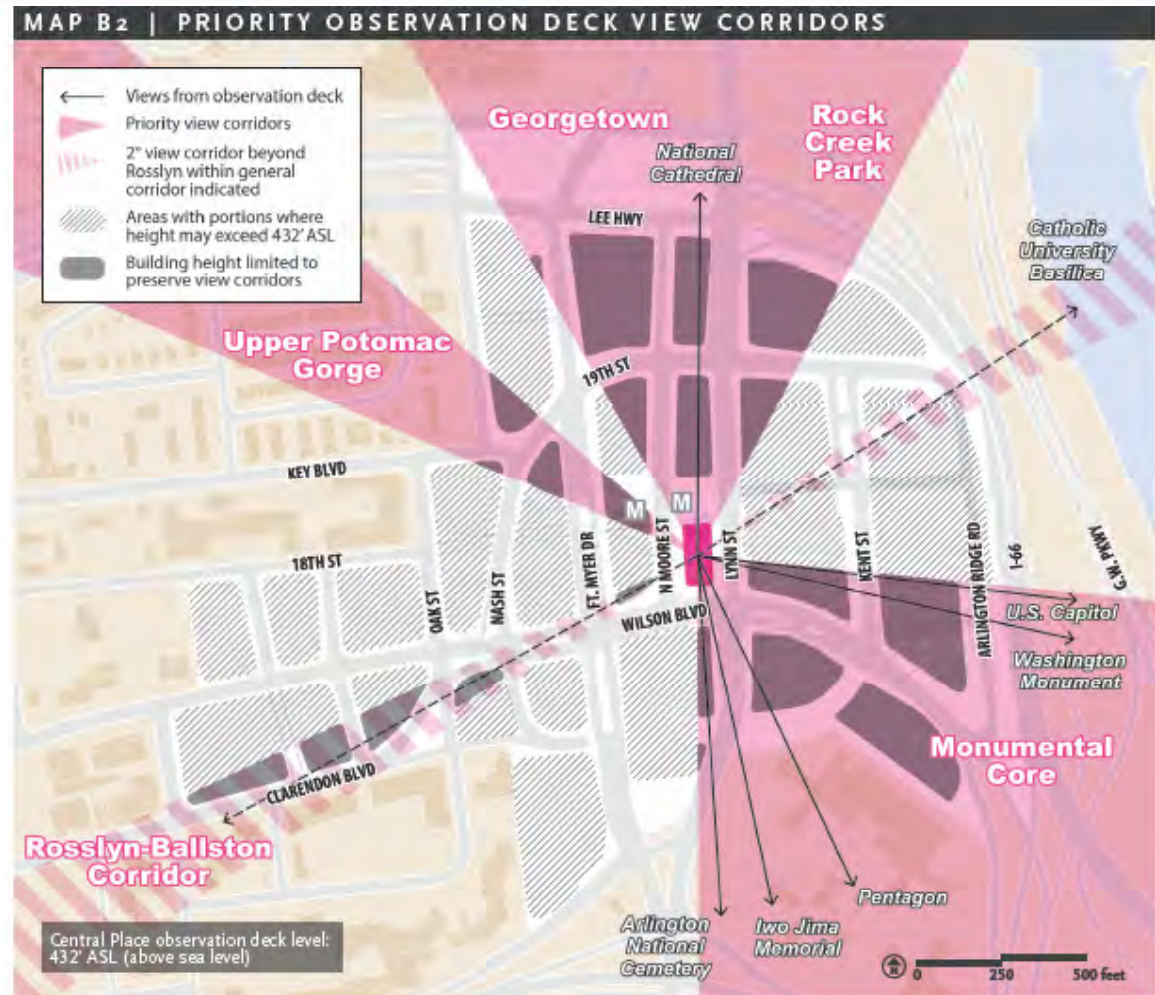 MAP B2 | PRIORITY OBSERVATION DECK VIEW CORRIDORS
Views from observation deck
Priority view corridors
2° view corridor beyond
Rosslyn within general
corridor indicated
Areas with portions where
height may exceed 432' ASL
Building height limited to
preserve view corridors
Georgetown
Rock
Creek
Park
National
Cathedral
LEE HWY
Catholic
University
Basilica
Upper Potomac
Gorge
19TH ST
KEY BLVD
M
M
18TH ST
OAK ST
NASH ST
FT. MYER DR
N MOORE ST
LYNN ST
KENT ST
ARLINGTON RIDGE RD
I-66
G.W. PKWY
WILSON BLVD
U.S. Capitol
Washington
Monument
Monumental
Core
CLARENDON BLVD
Rosslyn-Ballston
Corridor
Pentagon
Arlington
National
Cemetery
Iwo Jima
Memorial
Central Place observation deck level:
432' ASL (above sea level)
N
0 250 500 feet